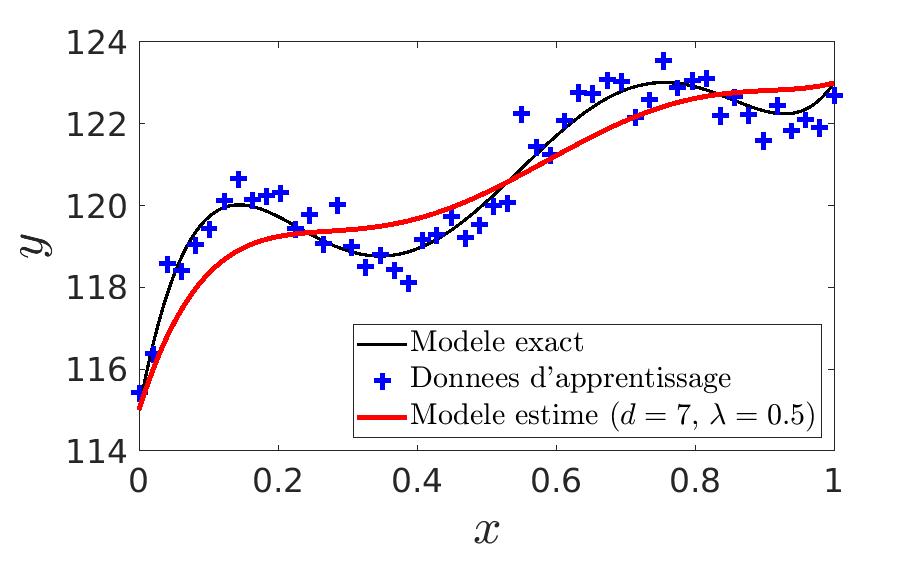 124
122
120
118
116
114
y
0 0.2 0.4 0.6 0.8 1
x
Modele exact
Donnees d'apprentissage
Modele estime (d = 7, λ = 0.5)